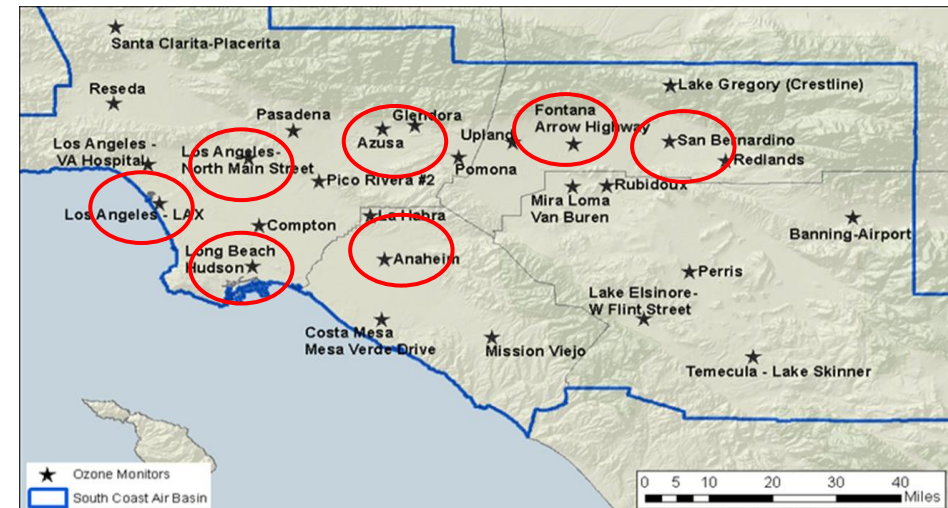 Santa Clarita-Placerita
Reseda
Lake Gregory (Crestline)
Pasadena
Glendora
Azusa
Fontana
Arrow Highway
Upland
San Bernardino
Redlands
Los Angeles -
VA Hospital
Los Angeles-
North Main Street
Pomona
Pico Rivera #2
Mira Loma
Van Buren
Rubidoux
Los Angeles - LAX
Compton
La Habra
Banning-Airport
Long Beach
Hudson
Anaheim
Perris
Lake Elsinore-
W Flint Street
Costa Mesa
Mesa Verde Drive
Mission Viejo
Temecula - Lake Skinner
Ozone Monitors
South Coast Air Basin
0 5 10 20 30 40
Miles